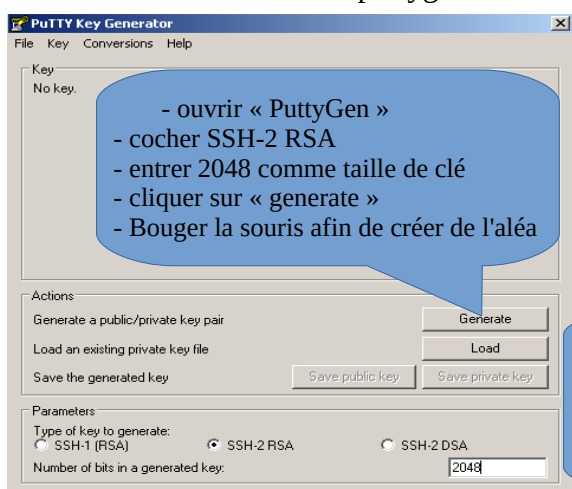 PuTTY Key Generator
File Key Conversions Help
Key
No key.
- ouvrir « PuttyGen »
- cocher SSH-2 RSA
- entrer 2048 comme taille de clé
- cliquer sur « generate »
- Bouger la souris afin de créer de l'aléa
Actions
Generate a public/private key pair
Generate
Load an existing private key file
Load
Save the generated key
Save public key
Save private key
Parameters
Type of key to generate:
SSH-1 (RSA)
SSH-2 RSA
SSH-2 DSA
Number of bits in a generated key:
2048